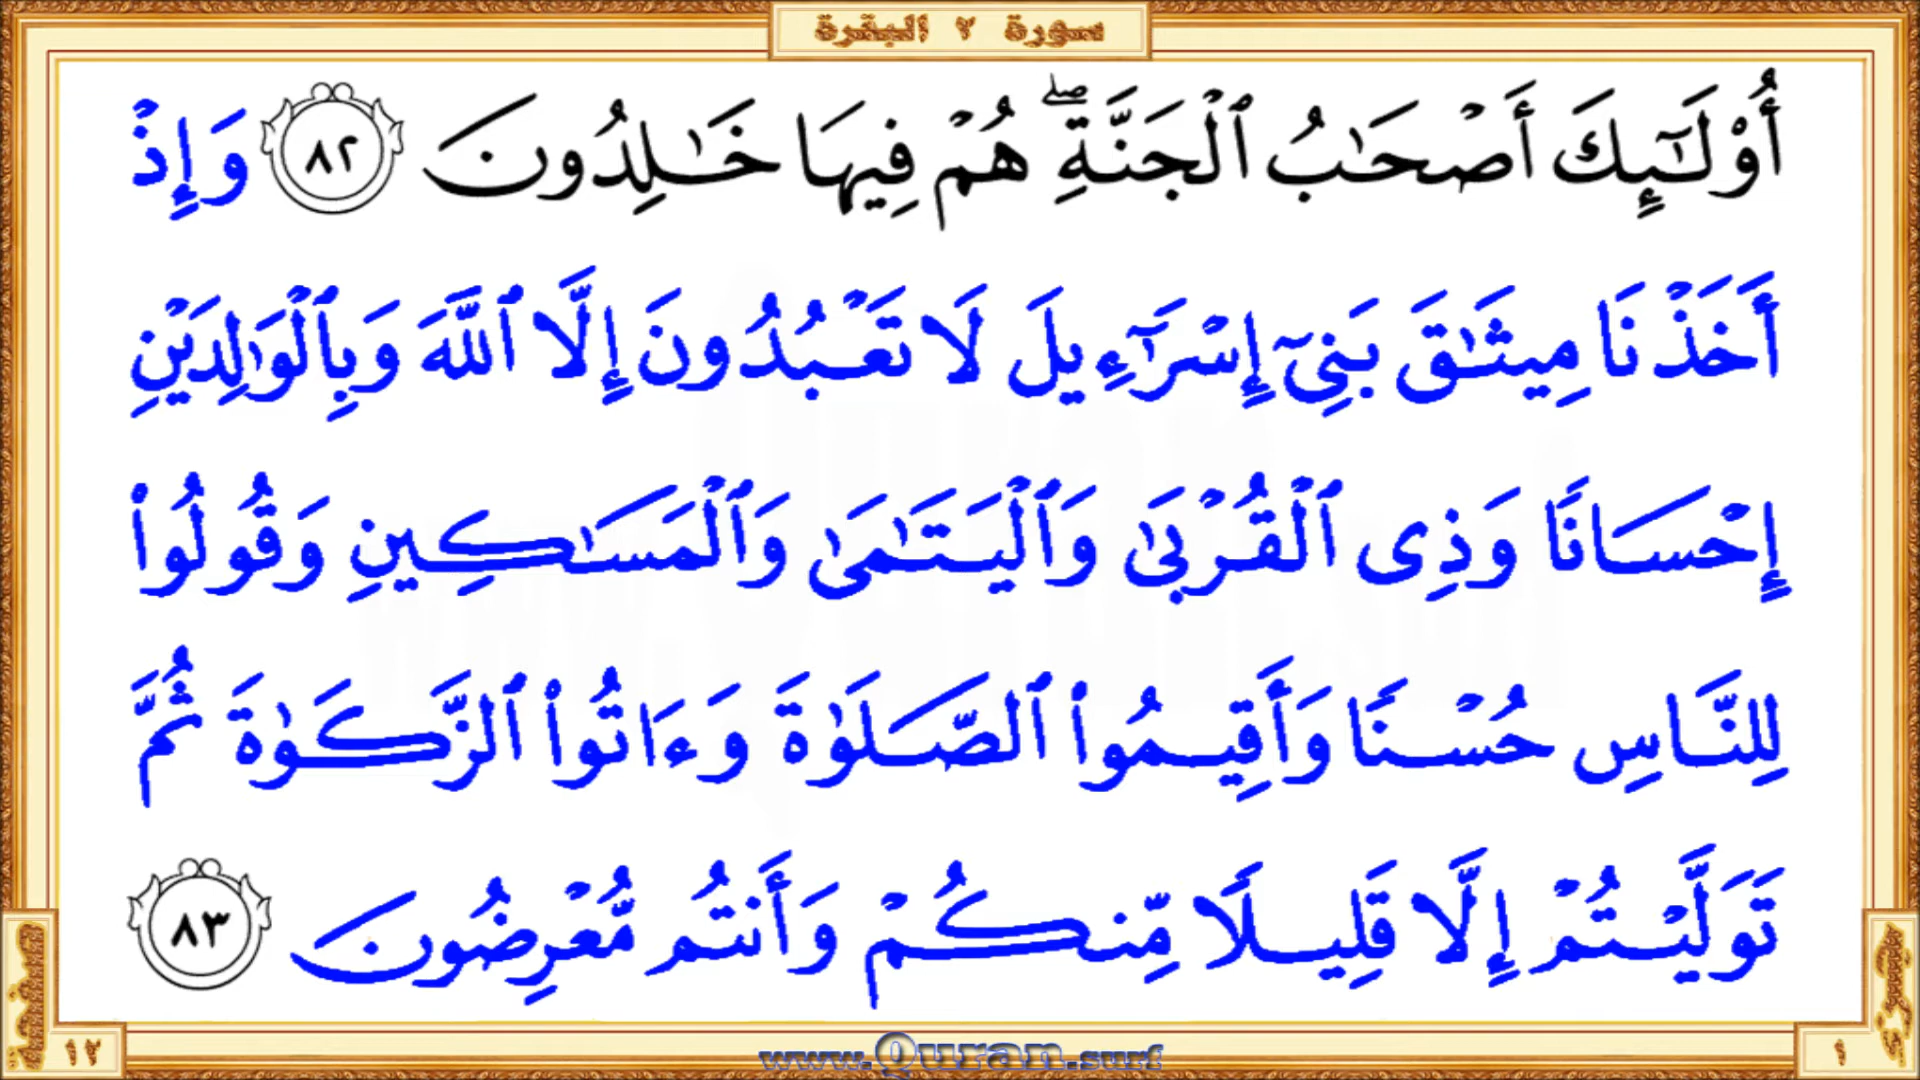 سورة ٢ البقرة
أُو۟لَـٰٓئِكَ أَصْحَـٰبُ ٱلْجَنَّةِ ۖ هُمْ فِيهَا خَـٰلِدُونَ ٨٢ وَإِذْ
أَخَذْنَا مِيثَـٰقَ بَنِىٓ إِسْرَٰٓءِيلَ لَا تَعْبُدُونَ إِلَّا ٱللَّهَ وَبِٱلْوَٰلِدَيْنِ
إِحْسَانًا وَذِى ٱلْقُرْبَىٰ وَٱلْيَتَـٰمَىٰ وَٱلْمَسَـٰكِينِ وَقُولُوا۟
لِلنَّاسِ حُسْنًا وَأَقِيمُوا۟ ٱلصَّلَوٰةَ وَءَاتُوا۟ ٱلزَّكَوٰةَ ثُمَّ
تَوَلَّيْتُمْ إِلَّا قَلِيلًا مِّنكُمْ وَأَنتُم مُّعْرِضُونَ ٨٣
صفحة ١٢
١
www.Quran.surf